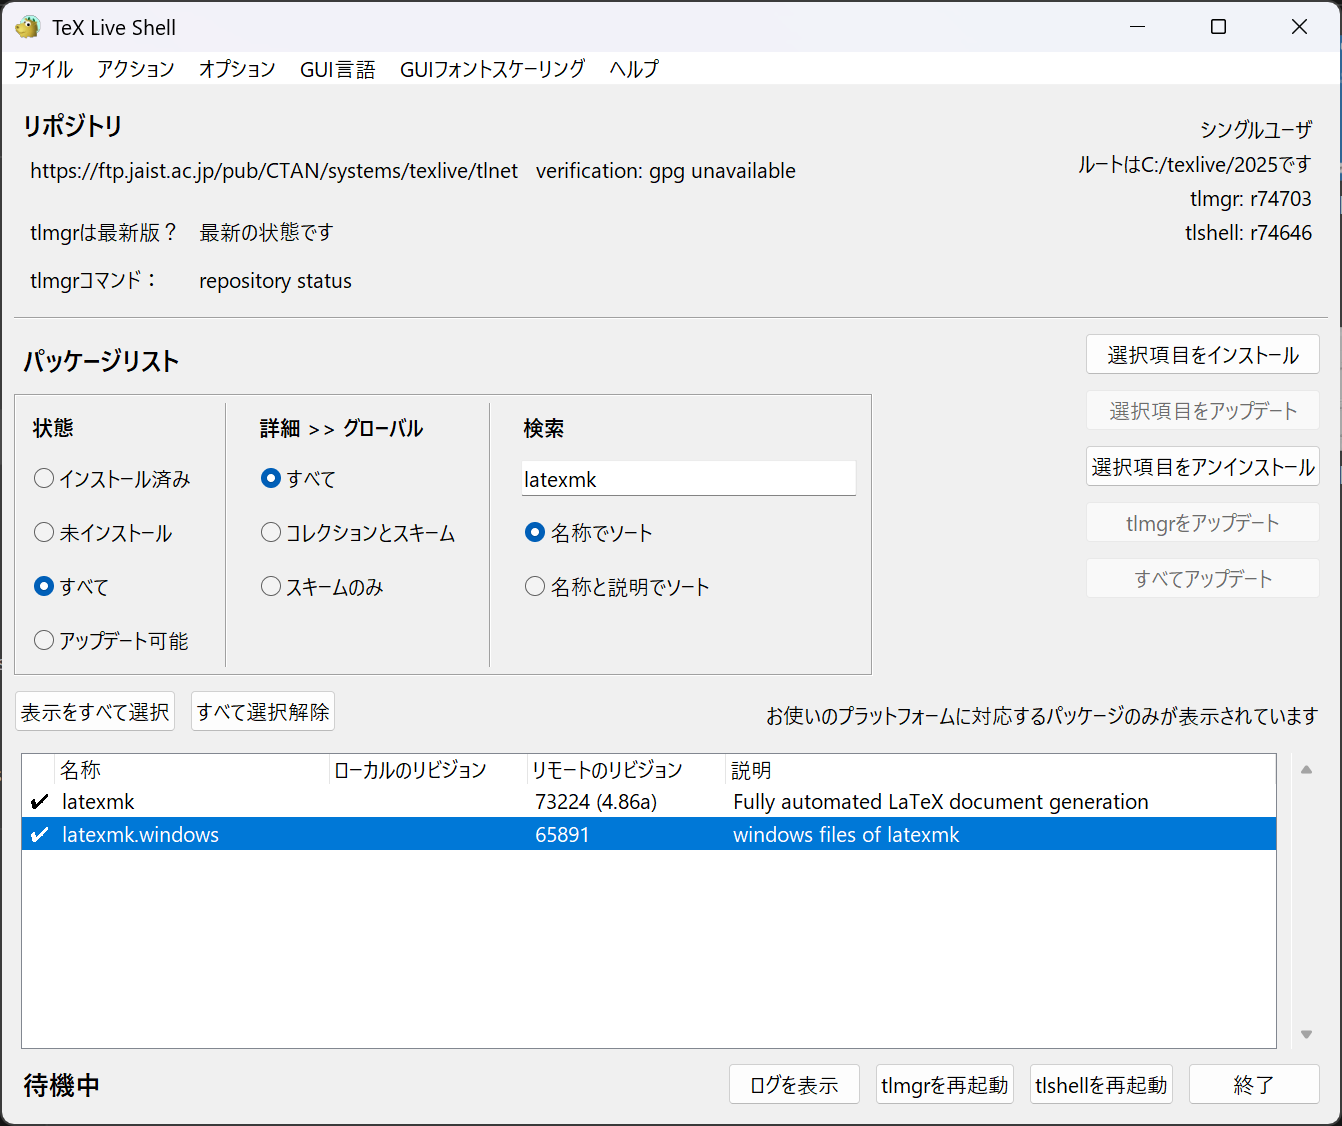 TeX Live Shell
ファイル アクション オプション GUI言語 GUIフォントスケーリング ヘルプ
リポジトリ
シングルユーザ
https://ftp.jaist.ac.jp/pub/CTAN/systems/texlive/tlnet verification: gpg unavailable
ルートはC:/texlive/2025です
tlmgr: r74703
tlmgrは最新版？ 最新の状態です
tlshell: r74646
tlmgrコマンド： repository status
パッケージリスト
選択項目をインストール
選択項目をアップデート
選択項目をアンインストール
tlmgrをアップデート
すべてアップデート
状態
インストール済み
未インストール
すべて
アップデート可能
詳細 >> グローバル
すべて
コレクションとスキーム
スキームのみ
検索
latexmk
名称でソート
名称と説明でソート
表示をすべて選択 すべて選択解除
お使いのプラットフォームに対応するパッケージのみが表示されています
名称 ローカルのリビジョン リモートのリビジョン 説明
✔ latexmk 73224 (4.86a) Fully automated LaTeX document generation
✔ latexmk.windows 65891 windows files of latexmk
待機中
ログを表示 tlmgrを再起動 tlshellを再起動 終了